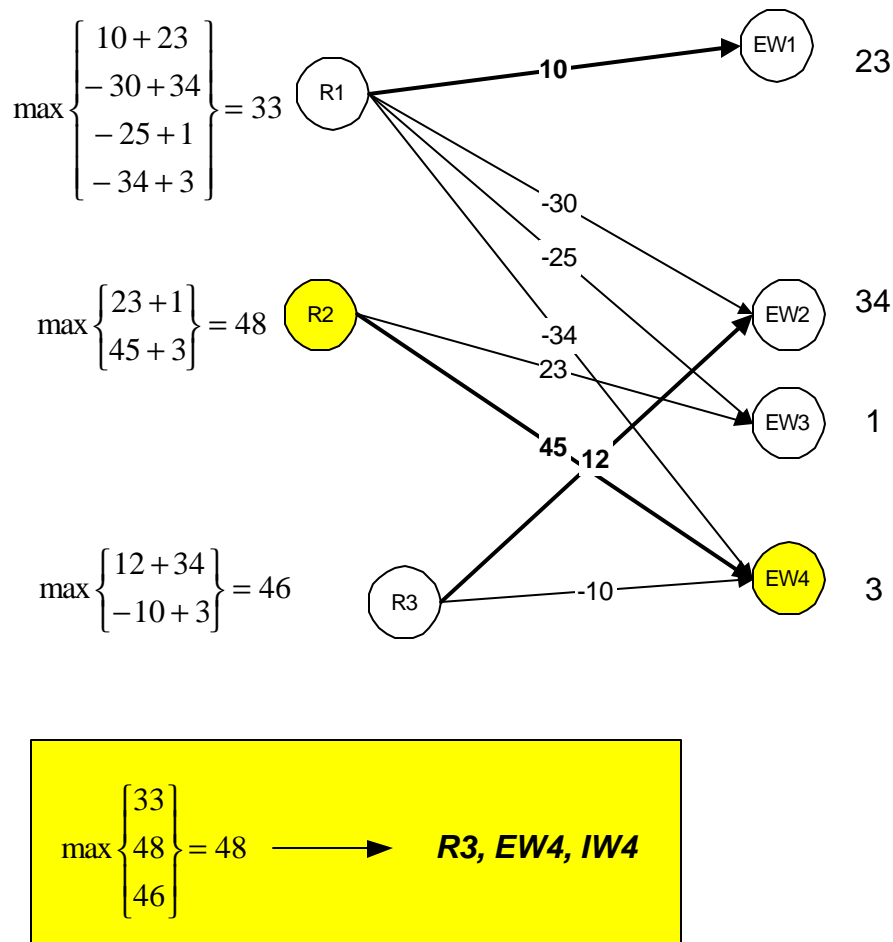 max { 10 + 23
− 30 + 34
− 25 + 1
− 34 + 3 } = 33
R1
10
EW1
23
-30
-25
-34
max { 23 + 1
45 + 3 } = 48
R2
23
EW2
34
EW3
1
45
12
max { 12 + 34
− 10 + 3 } = 46
R3
-10
EW4
3
max { 33
48
46 } = 48
R3, EW4, IW4